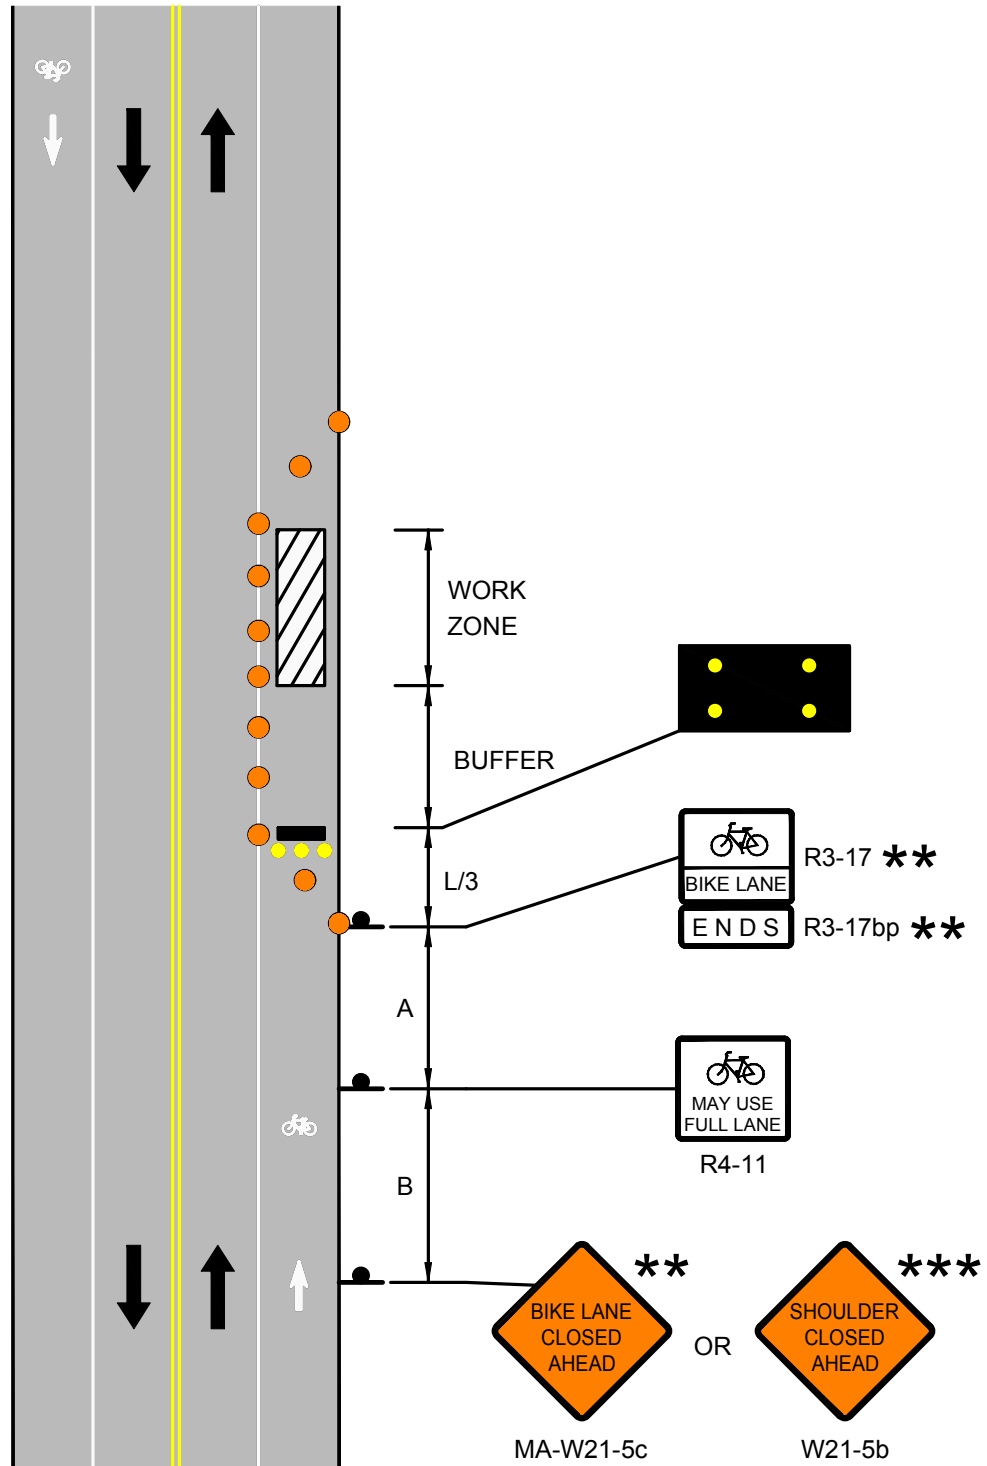 WORK
ZONE
BUFFER
L/3
BIKE LANE
R3-17 **
E N D S
R3-17bp **
A
MAY USE
FULL LANE
R4-11
B
**
BIKE LANE
CLOSED
AHEAD
MA-W21-5c
OR
***
SHOULDER
CLOSED
AHEAD
W21-5b